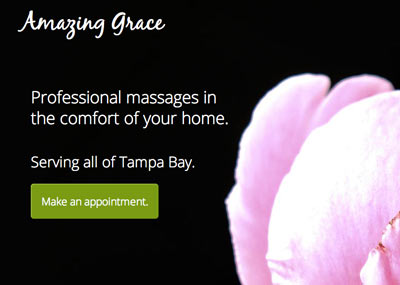 Amazing Grace
Professional massages in
the comfort of your home.
Serving all of Tampa Bay.
Make an appointment.